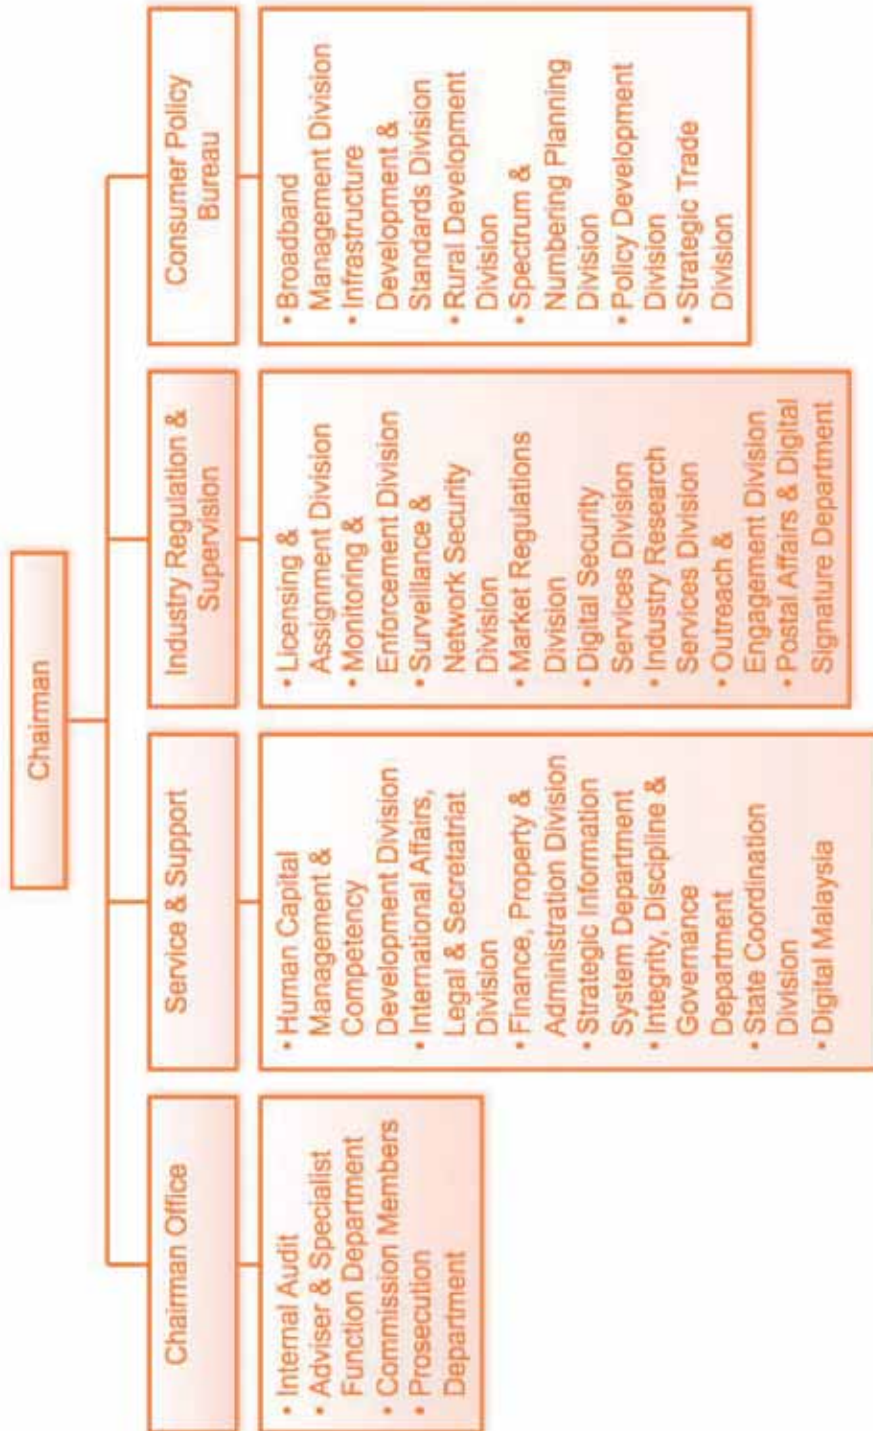 Chairman
Chairman Office
• Internal Audit
• Adviser & Specialist
Function Department
• Commission Members
• Prosecution
Department
Service & Support
• Human Capital
Management &
Competency
Development Division
• International Affairs,
Legal & Secretatriat
Division
• Finance, Property &
Administration Division
• Strategic Information
System Department
• Integrity, Discipline &
Governance
Department
• State Coordination
Division
• Digital Malaysia
Industry Regulation &
Supervision
• Licensing &
Assignment Division
• Monitoring &
Enforcement Division
• Surveillance &
Network Security
Division
• Market Regulations
Division
• Digital Security
Services Division
• Industry Research
Services Division
• Outreach &
Engagement Division
• Postal Affairs & Digital
Signature Department
Consumer Policy
Bureau
• Broadband
Management Division
• Infrastructure
Development &
Standards Division
• Rural Development
Division
• Spectrum &
Numbering Planning
Division
• Policy Development
Division
• Strategic Trade
Division